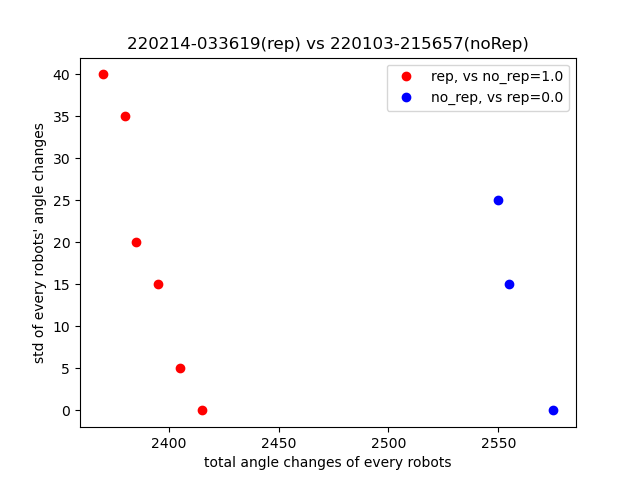 220214-033619(rep) vs 220103-215657(noRep)
rep, vs no_rep=1.0
no_rep, vs rep=0.0
std of every robots' angle changes
40
35
30
25
20
15
10
5
0
2400 2450 2500 2550
total angle changes of every robots